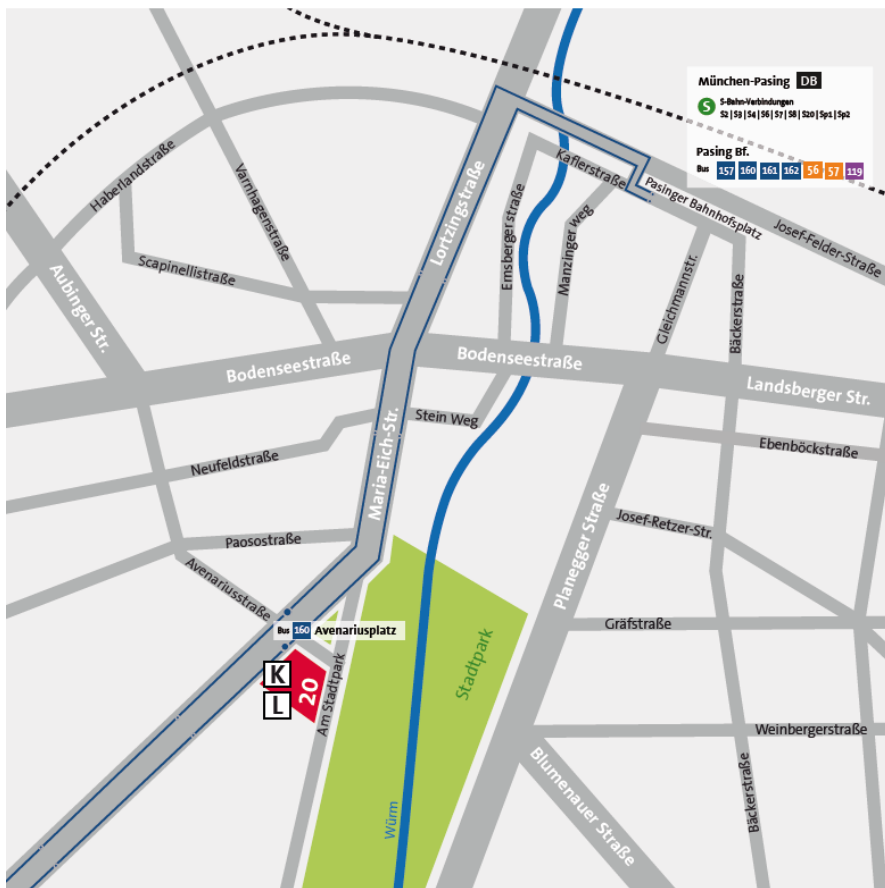 München-Pasing DB
S S-Bahn-Verbindungen
S2 | S3 | S4 | S6 | S7 | S8 | S20 | Sp1 | Sp2
Pasing Bf.
Bus 157 160 161 162 56 57 119
Haberlandstraße
Varnhagenstraße
Lortzingstraße
Kaflerstraße
Pasinger Bahnhofsplatz
Josef-Felder-Straße
Ernsbergerstraße
Manzinger weg
Gleichmannstr.
Bäckerstraße
Scapinellistraße
Aubinger Str.
Bodenseestraße
Bodenseestraße
Landsberger Str.
Stein Weg
Maria-Eich-Str.
Neufeldstraße
Ebenböckstraße
Josef-Retzer-Str.
Planegger Straße
Paosostraße
Avenariusstraße
Bus 160 Avenariusplatz
Gräfstraße
Stadtpark
K
L
20
Am Stadtpark
Weinbergerstraße
Blumenauer Straße
Bäckerstraße
Würm